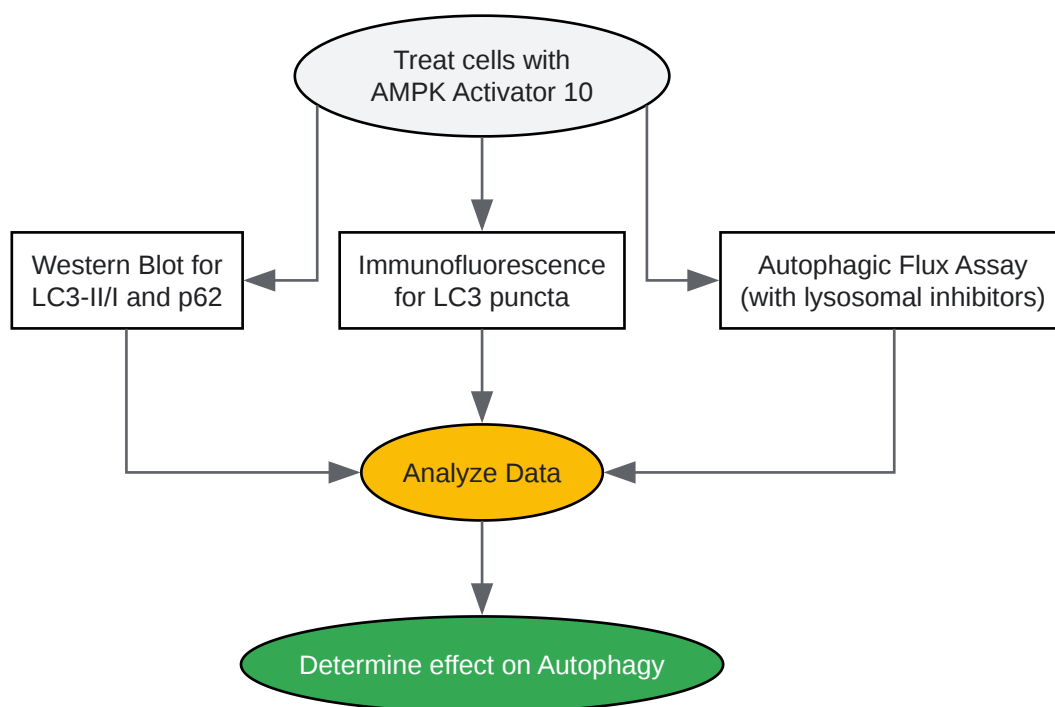 Treat cells with
AMPK Activator 10
Western Blot for
LC3-II/I and p62
Immunofluorescence
for LC3 puncta
Autophagic Flux Assay
(with lysosomal inhibitors)
Analyze Data
Determine effect on Autophagy